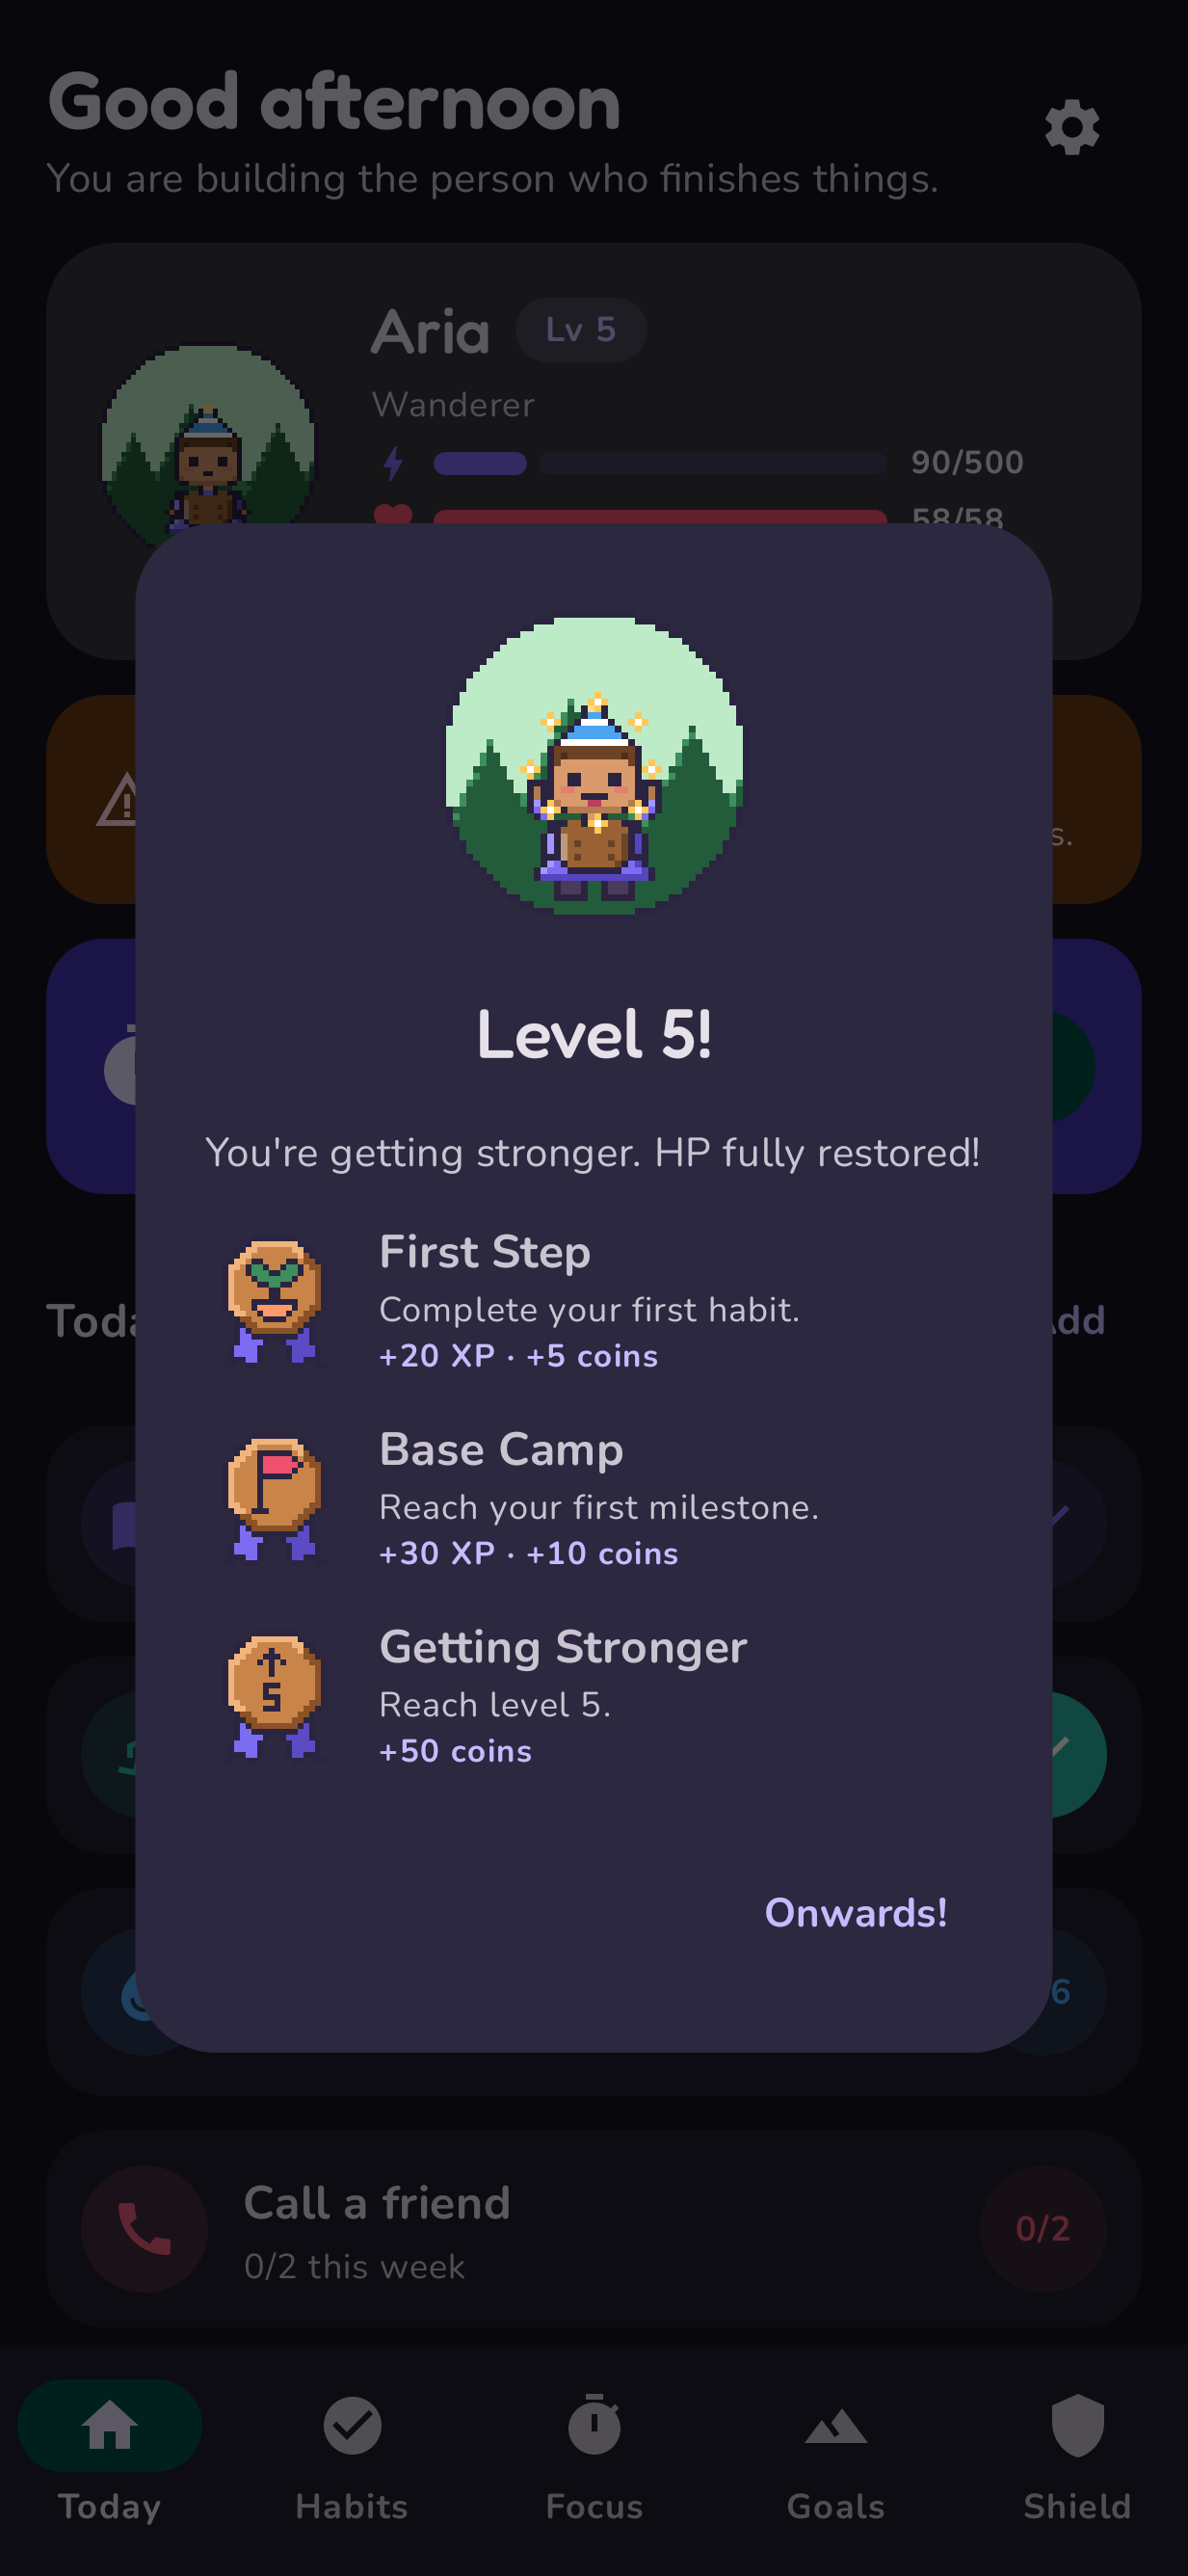 Good afternoon
You are building the person who finishes things.
Aria
Lv 5
Wanderer
90/500
58/58
s.
Level 5!
You're getting stronger. HP fully restored!
First Step
Complete your first habit.
+20 XP · +5 coins
Base Camp
Reach your first milestone.
+30 XP · +10 coins
5
Getting Stronger
Reach level 5.
+50 coins
Onwards!
Call a friend
0/2 this week
0/2
Today
Habits
Focus
Goals
Shield